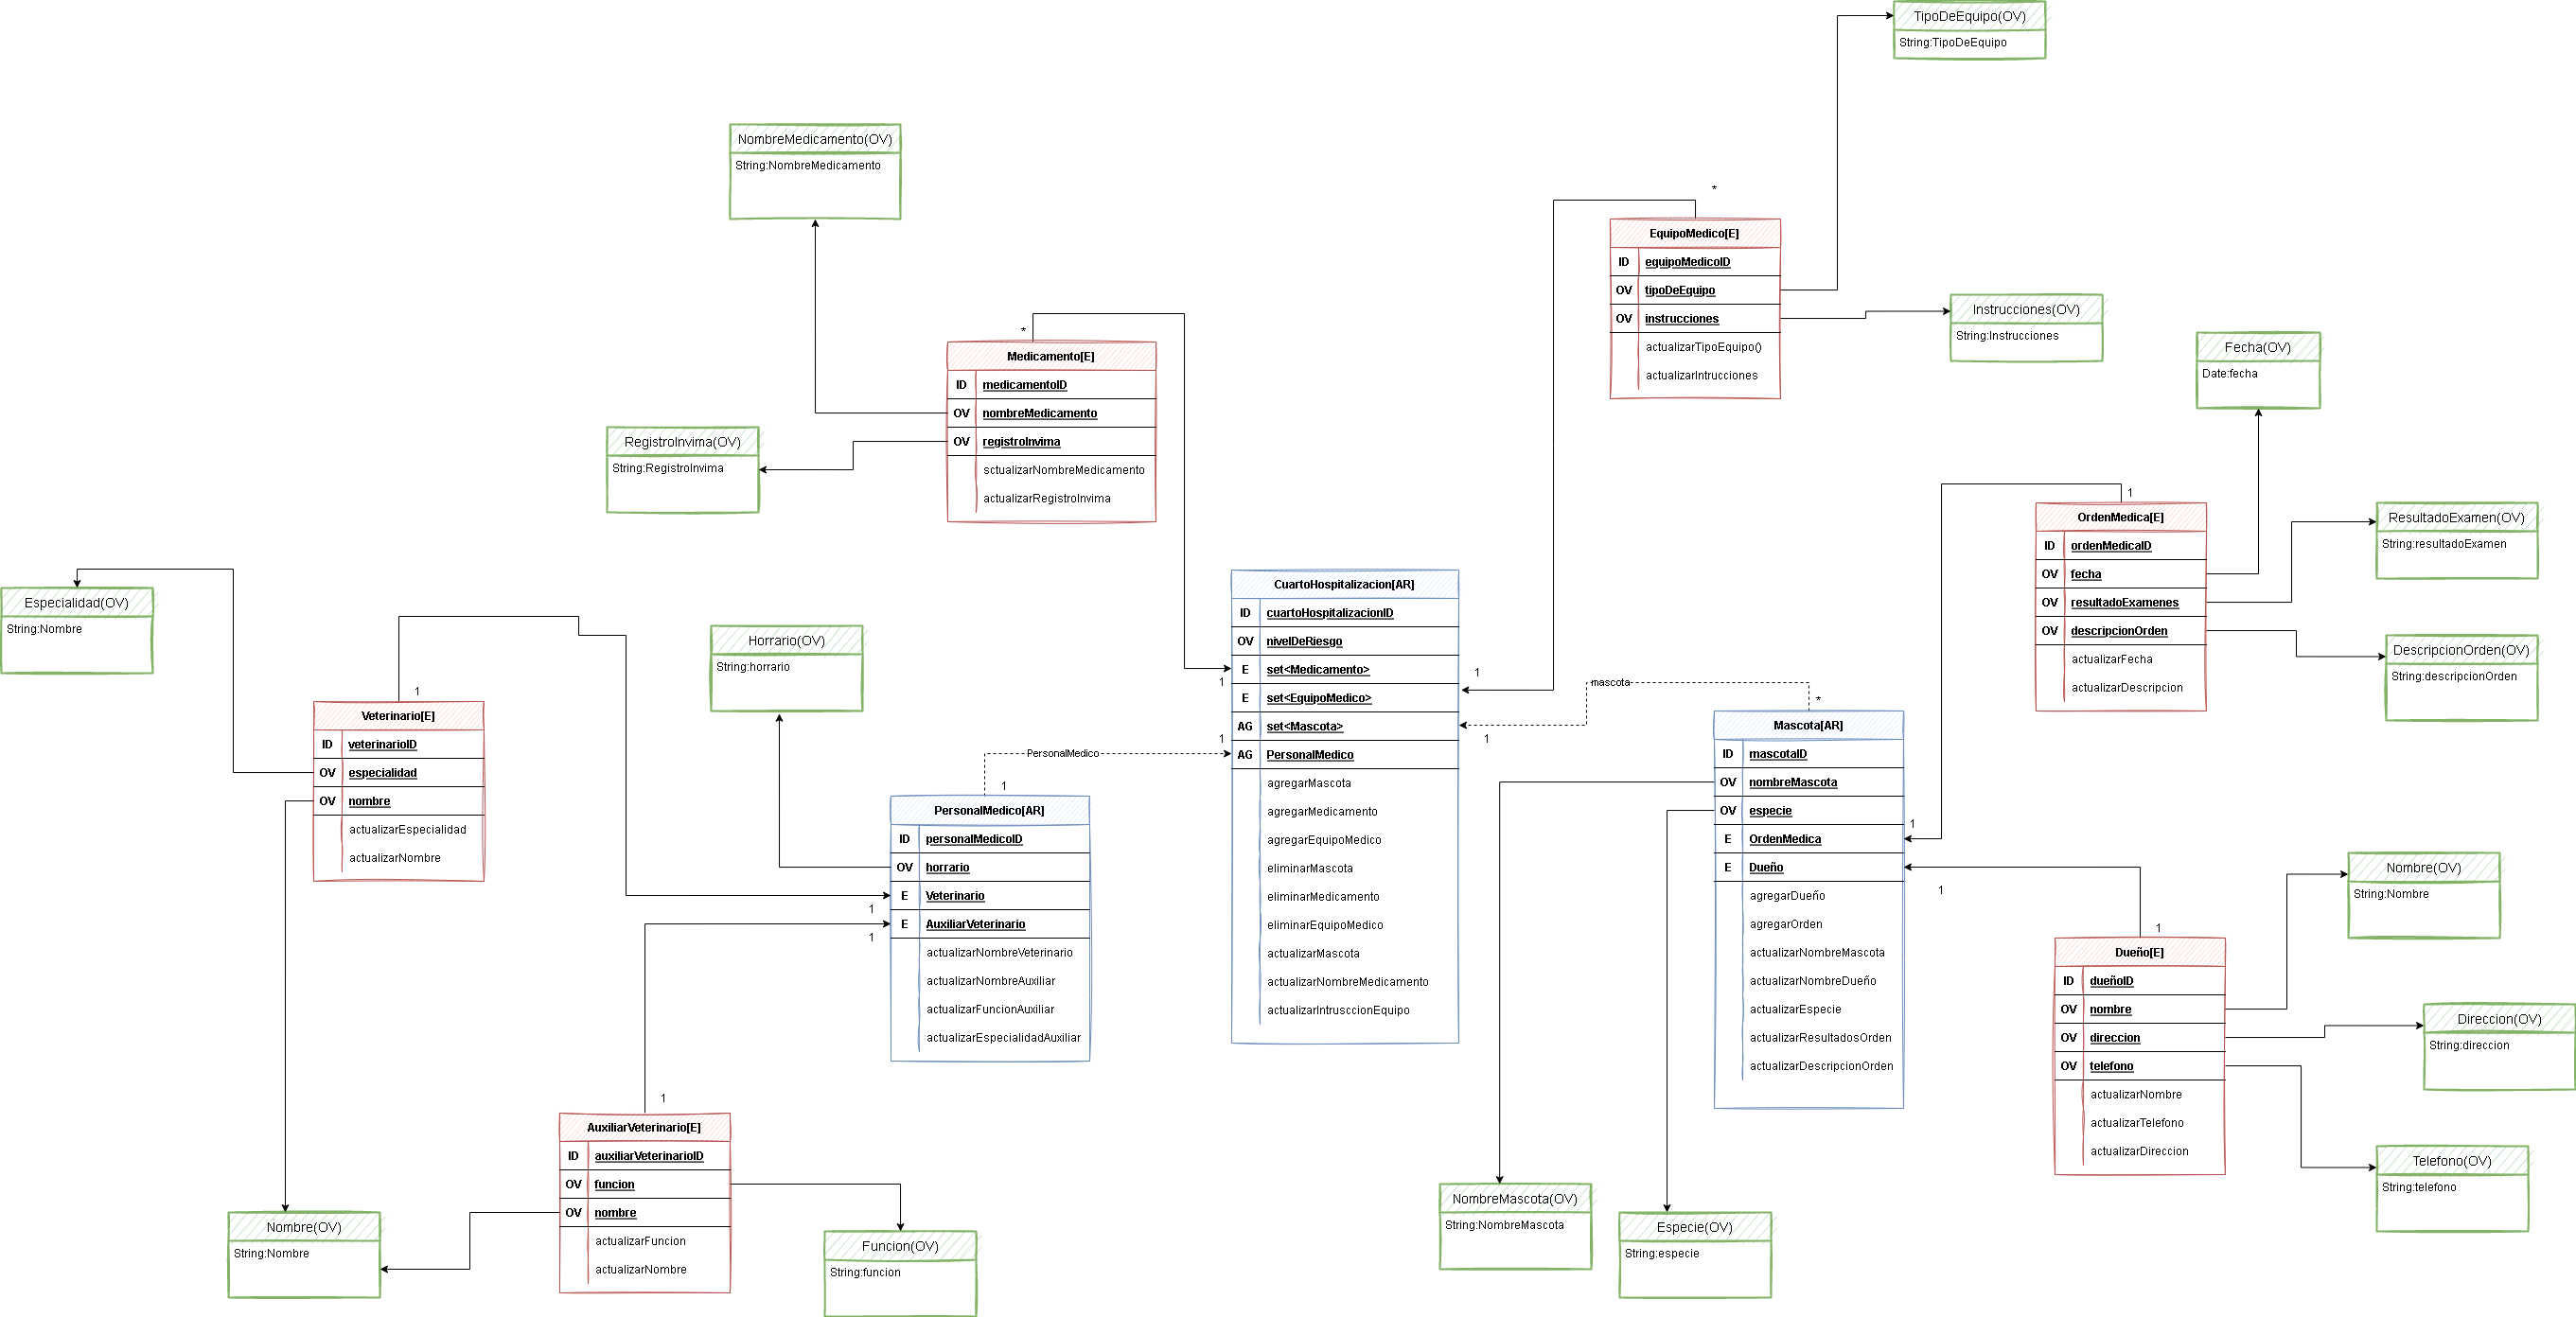 TipoDeEquipo(OV)
String:TipoDeEquipo
NombreMedicamento(OV)
String:NombreMedicamento
*
EquipoMedico[E]
ID equipoMedicoID
OV tipoDeEquipo
OV instrucciones
actualizarTipoEquipo()
actualizarIntrucciones
Instrucciones(OV)
String:Instrucciones
Fecha(OV)
Date:fecha
*
Medicamento[E]
ID medicamentoID
OV nombreMedicamento
OV registroInvima
sctualizarNombreMedicamento
actualizarRegistroInvima
RegistroInvima(OV)
String:RegistroInvima
1
OrdenMedica[E]
ID ordenMedicaID
OV fecha
OV resultadoExamenes
OV descripcionOrden
actualizarFecha
actualizarDescripcion
ResultadoExamen(OV)
String:resultadoExamen
DescripcionOrden(OV)
String:descripcionOrden
Especialidad(OV)
String:Nombre
Horrario(OV)
String:horrario
CuartoHospitalizacion[AR]
ID cuartoHospitalizacionID
OV nivelDeRiesgo
E set<Medicamento>
E set<EquipoMedico>
AG set<Mascota>
AG PersonalMedico
agregarMascota
agregarMedicamento
agregarEquipoMedico
eliminarMascota
eliminarMedicamento
eliminarEquipoMedico
actualizarMascota
actualizarNombreMedicamento
actualizarIntrusccionEquipo
1
1
1
1
mascota
*
PersonalMedico
1
1
Veterinario[E]
ID veterinarioID
OV especialidad
OV nombre
actualizarEspecialidad
actualizarNombre
PersonalMedico[AR]
ID personalMedicoID
OV horrario
E Veterinario
E AuxiliarVeterinario
actualizarNombreVeterinario
actualizarNombreAuxiliar
actualizarFuncionAuxiliar
actualizarEspecialidadAuxiliar
1
1
Mascota[AR]
ID mascotaID
OV nombreMascota
OV especie
E OrdenMedica
E Dueño
agregarDueño
agregarOrden
actualizarNombreMascota
actualizarNombreDueño
actualizarEspecie
actualizarResultadosOrden
actualizarDescripcionOrden
1
1
1
Dueño[E]
ID dueñoID
OV nombre
OV direccion
OV telefono
actualizarNombre
actualizarTelefono
actualizarDireccion
Nombre(OV)
String:Nombre
Direccion(OV)
String:direccion
Telefono(OV)
String:telefono
1
AuxiliarVeterinario[E]
ID auxiliarVeterinarioID
OV funcion
OV nombre
actualizarFuncion
actualizarNombre
Nombre(OV)
String:Nombre
Funcion(OV)
String:funcion
NombreMascota(OV)
String:NombreMascota
Especie(OV)
String:especie